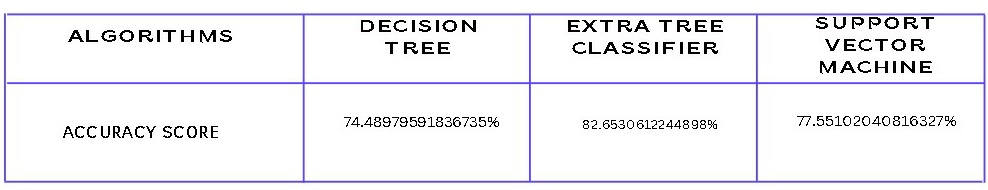 ALGORITHMS
DECISION
TREE
EXTRA TREE
CLASSIFIER
SUPPORT
VECTOR
MACHINE
ACCURACY SCORE
74.48979591836735%
82.6530612244898%
77.55102040816327%